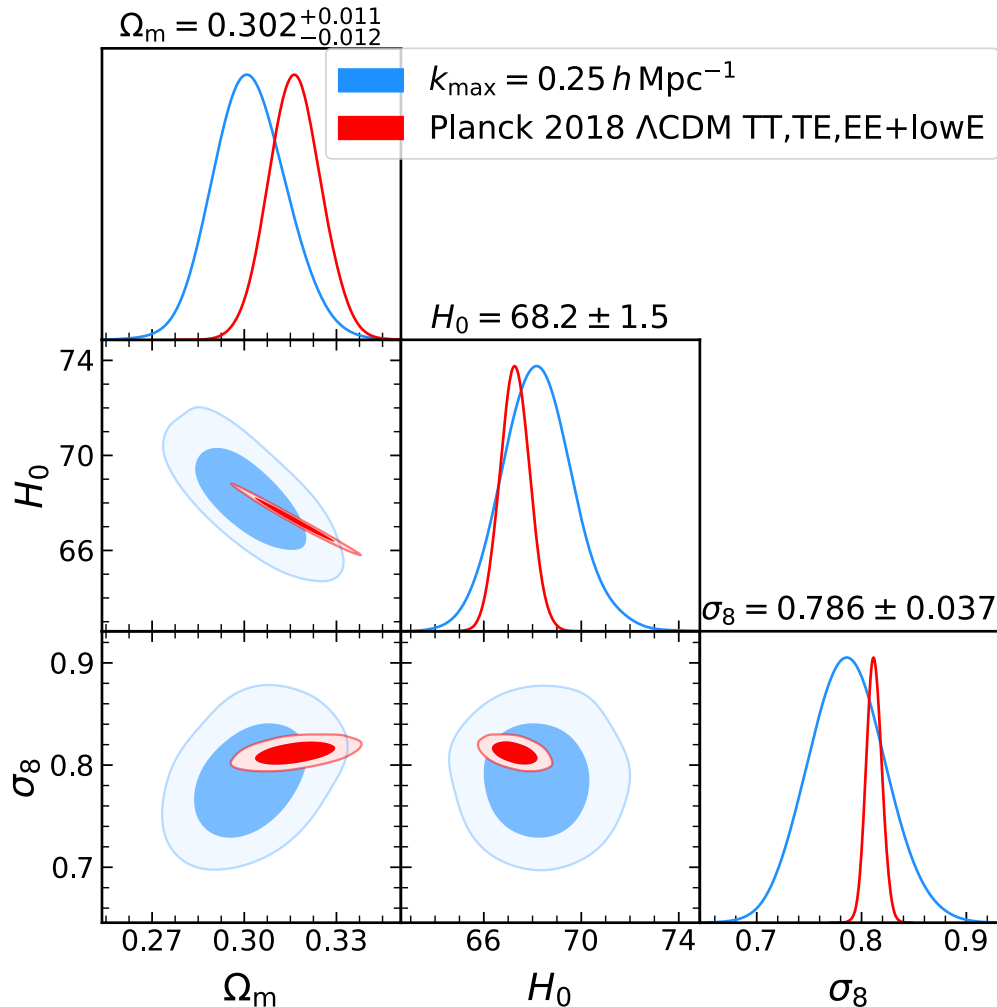 Ωm = 0.302+0.011−0.012
kmax = 0.25 h Mpc−1
Planck 2018 ΛCDM TT,TE,EE+lowE
H0 = 68.2 ± 1.5
74
70
66
H0
σ8 = 0.786 ± 0.037
0.9
0.8
0.7
σ8
0.27 0.30 0.33
66 70 74
0.7 0.8 0.9
Ωm
H0
σ8